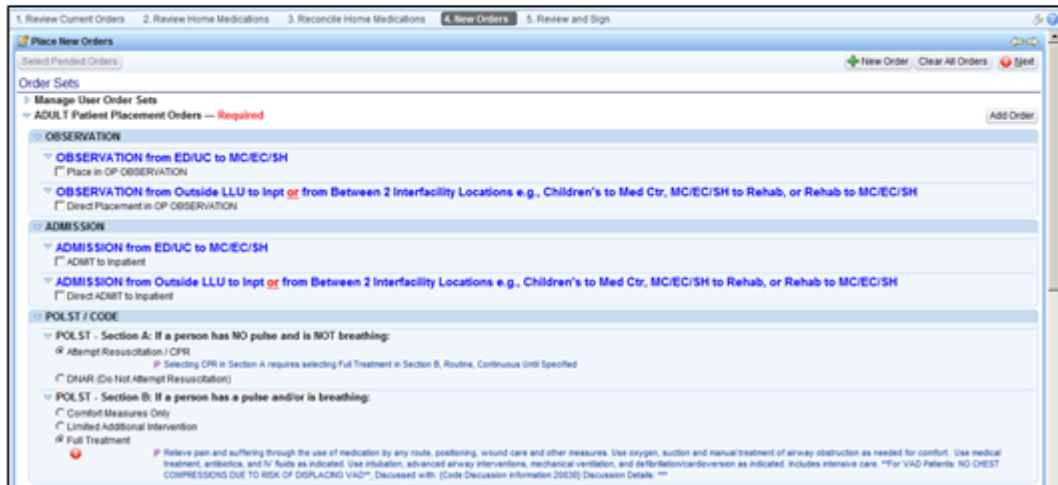 1. Review Current Orders 2. Review Home Medications 3. Reconcile Home Medications 4. New Orders 5. Review and Sign
Place New Orders
Select Pended Orders New Order Clear All Orders Next
Order Sets
Manage User Order Sets
ADULT Patient Placement Orders — Required Add Order
OBSERVATION
OBSERVATION from ED/UC to MC/EC/SH
Place in OP OBSERVATION
OBSERVATION from Outside LLU to Inpt or from Between 2 Interfacility Locations e.g., Children's to Med Ctr, MC/EC/SH to Rehab, or Rehab to MC/EC/SH
Direct Placement in OP OBSERVATION
ADMISSION
ADMISSION from ED/UC to MC/EC/SH
ADMIT to Inpatient
ADMISSION from Outside LLU to Inpt or from Between 2 Interfacility Locations e.g., Children's to Med Ctr, MC/EC/SH to Rehab, or Rehab to MC/EC/SH
Direct ADMIT to Inpatient
POLST / CODE
POLST - Section A: If a person has NO pulse and is NOT breathing:
Attempt Resuscitation / CPR
Selecting CPR in Section A requires selecting Full Treatment in Section B, Routine, Continuous Until Specified
DNAR (Do Not Attempt Resuscitation)
POLST - Section B: If a person has a pulse and/or is breathing:
Comfort Measures Only
Limited Additional Intervention
Full Treatment
Relieve pain and suffering through the use of medication by any route, positioning, wound care and other measures. Use oxygen, suction and manual treatment of airway obstruction as needed for comfort. Use medical
treatment, antibiotics, and IV fluids as indicated. Use intubation, advanced airway interventions, mechanical ventilation, and defibrillation/cardioversion as indicated. Includes intensive care. **For VAD Patients: NO CHEST
COMPRESSIONS DUE TO RISK OF DISPLACING VAD**, Discussed with: {Code Discussion information:20838} Discussion Details: ***